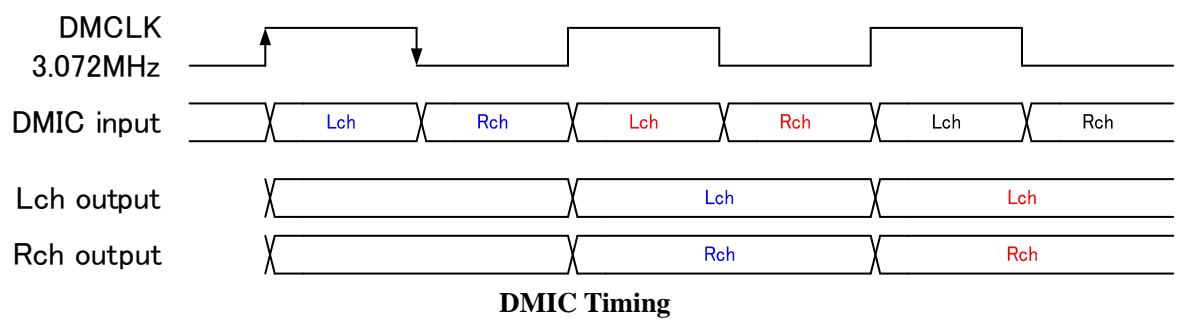 DMCLK
3.072MHz
DMIC input Lch Rch Lch Rch Lch Rch
Lch output Lch Lch
Rch output Rch Rch
DMIC Timing